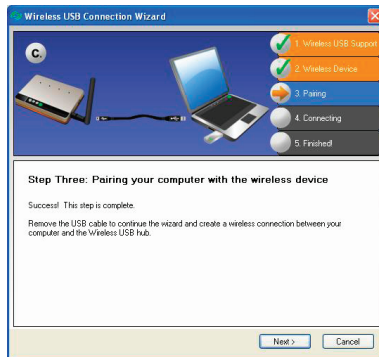 Wireless USB Connection Wizard
C.
1. Wireless USB Support
2. Wireless Device
3. Pairing
4. Connecting
5. Finished!
Step Three: Pairing your computer with the wireless device
Success! This step is complete.
Remove the USB cable to continue the wizard and create a wireless connection between your
computer and the Wireless USB hub.
Next >
Cancel